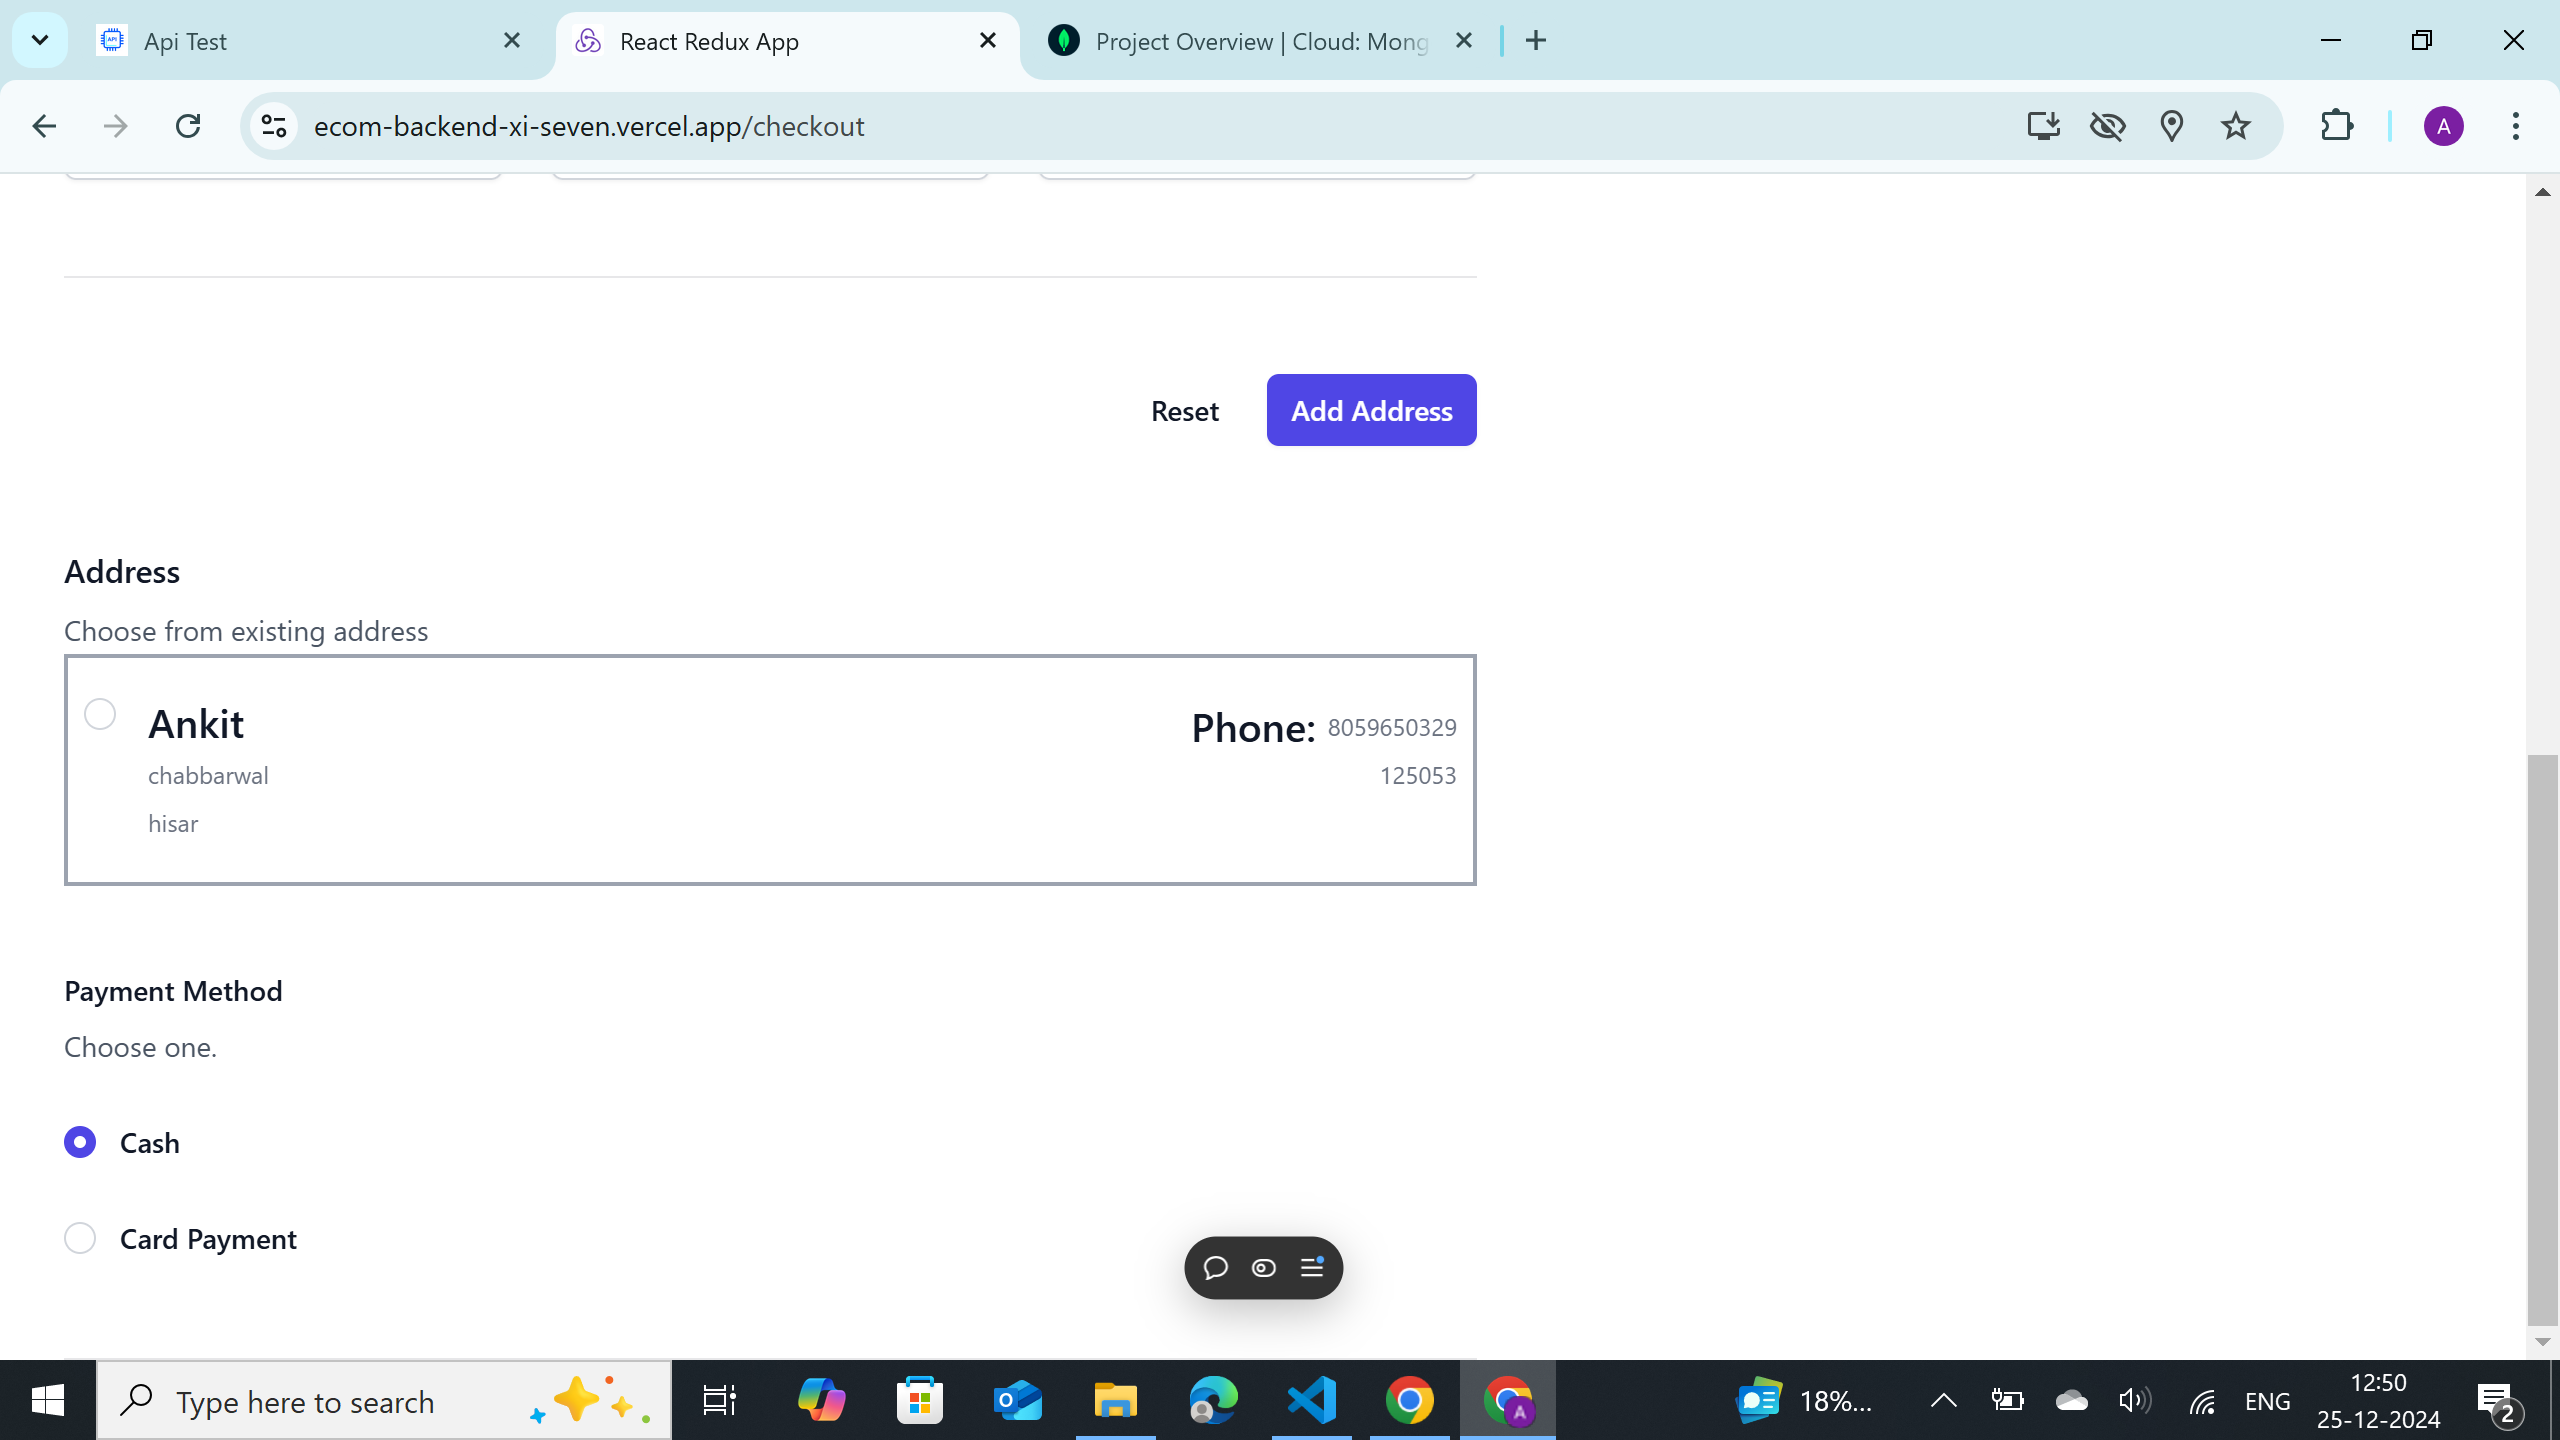 Api Test
React Redux App
Project Overview | Cloud: Mong
ecom-backend-xi-seven.vercel.app/checkout
A
Reset
Add Address
Address
Choose from existing address
Ankit
Phone: 8059650329
chabbarwal
125053
hisar
Payment Method
Choose one.
Cash
Card Payment
Type here to search
18%...
ENG
12:50
25-12-2024
2